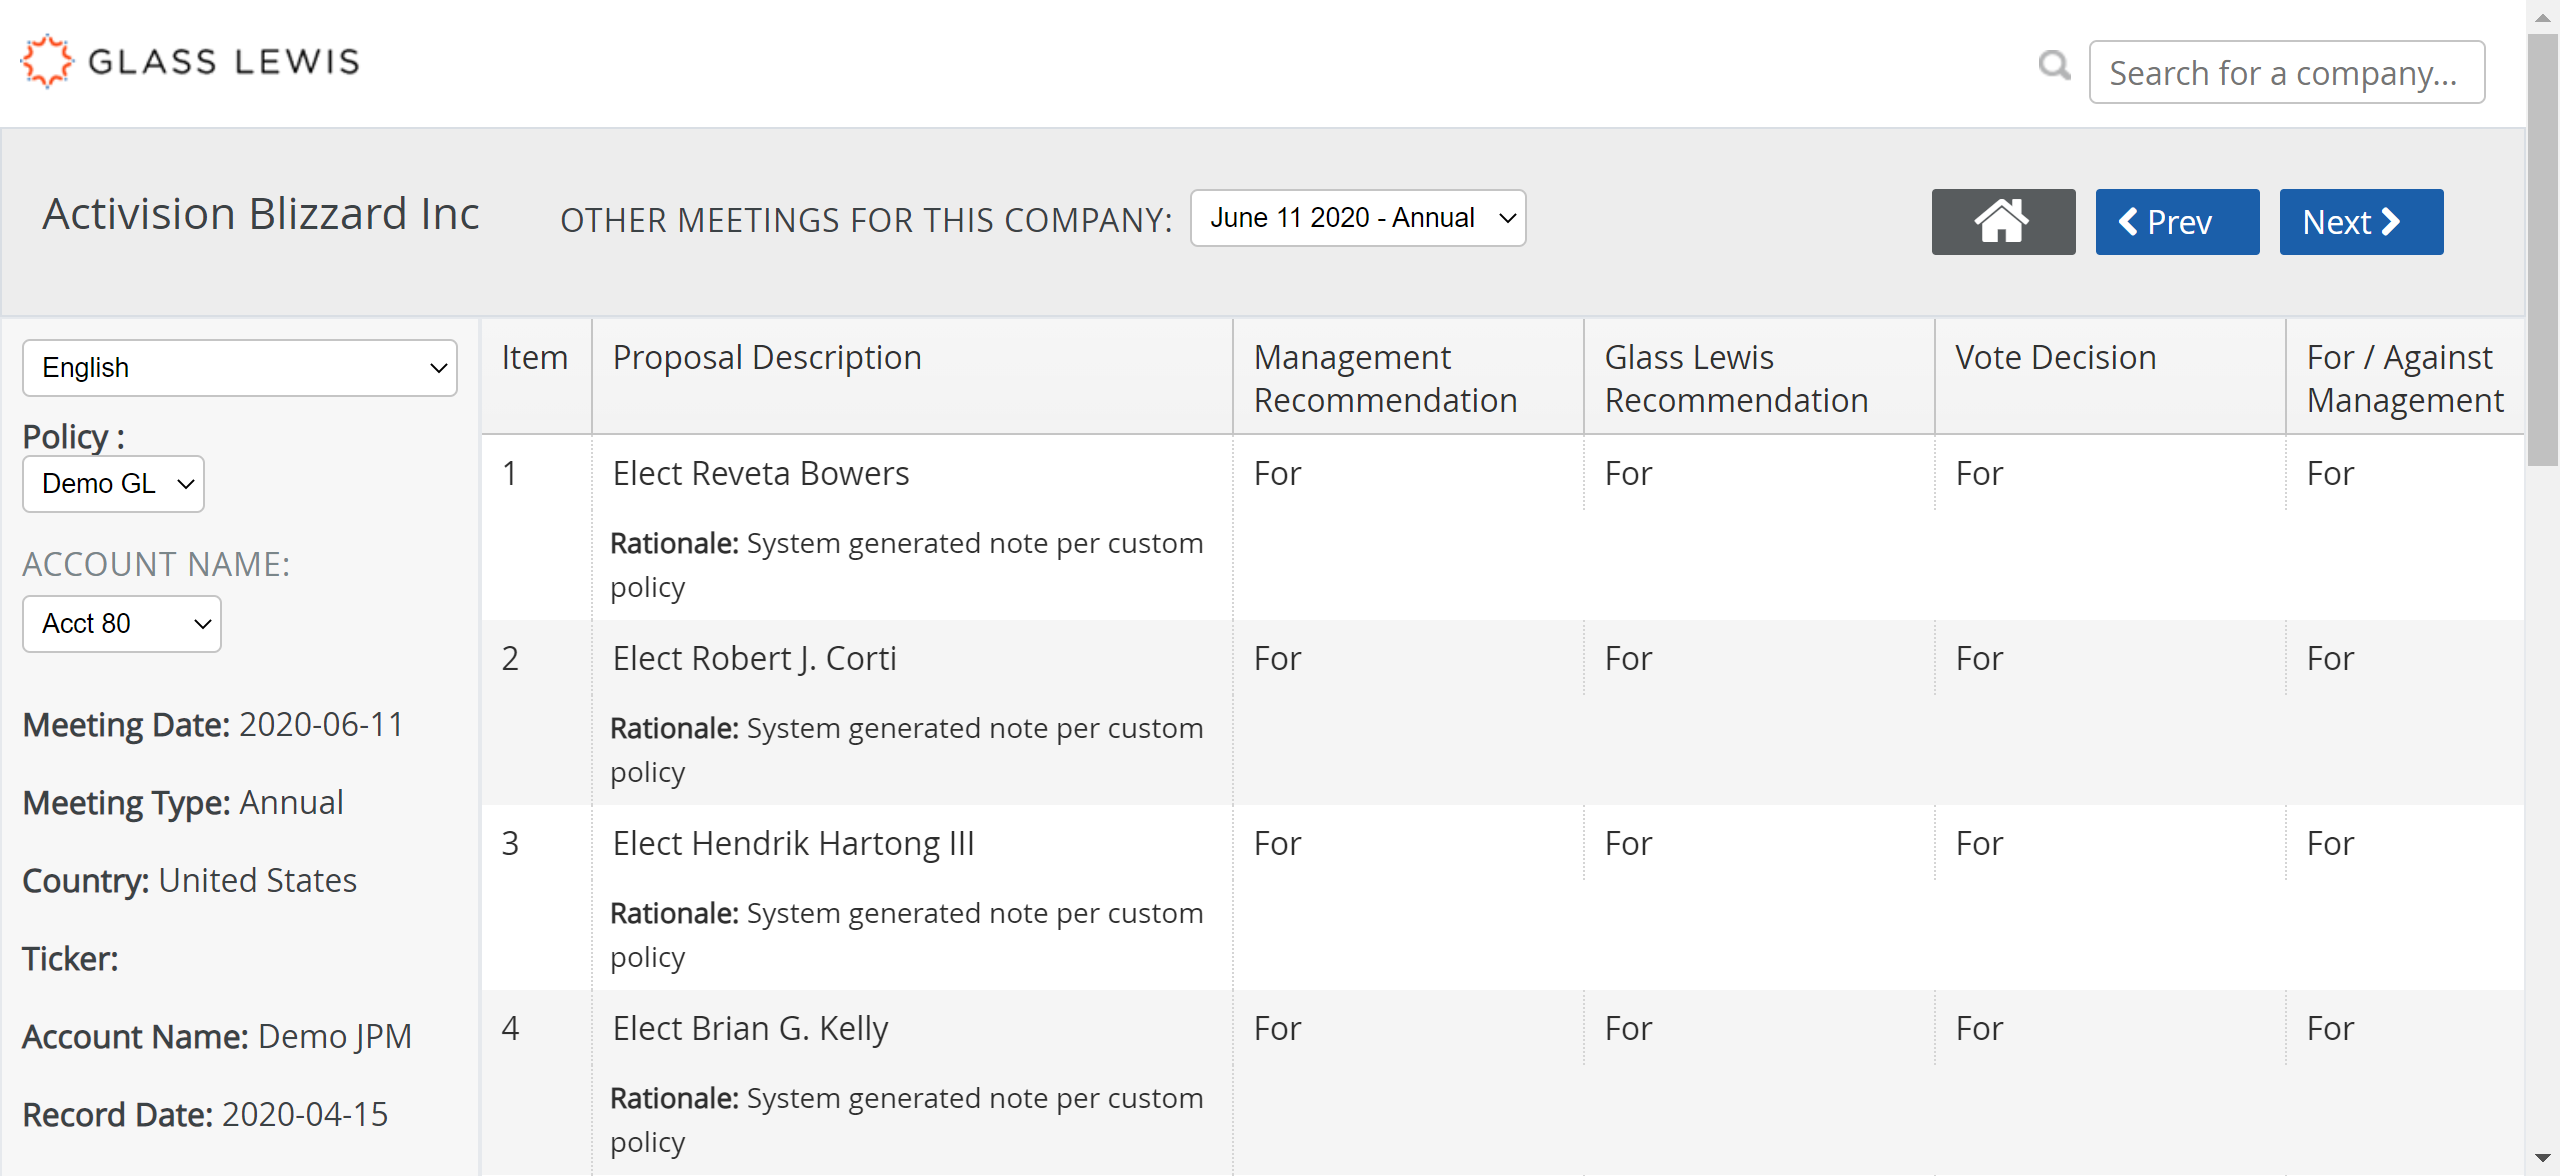 GLASS LEWIS
Search for a company...
Activision Blizzard Inc
OTHER MEETINGS FOR THIS COMPANY:
June 11 2020 - Annual
Prev
Next
English
Policy :
Demo GL
ACCOUNT NAME:
Acct 80
Meeting Date: 2020-06-11
Meeting Type: Annual
Country: United States
Ticker:
Account Name: Demo JPM
Record Date: 2020-04-15
Item
Proposal Description
Management
Recommendation
Glass Lewis
Recommendation
Vote Decision
For / Against
Management
1
Elect Reveta Bowers
For
For
For
For
Rationale: System generated note per custom
policy
2
Elect Robert J. Corti
For
For
For
For
Rationale: System generated note per custom
policy
3
Elect Hendrik Hartong III
For
For
For
For
Rationale: System generated note per custom
policy
4
Elect Brian G. Kelly
For
For
For
For
Rationale: System generated note per custom
policy